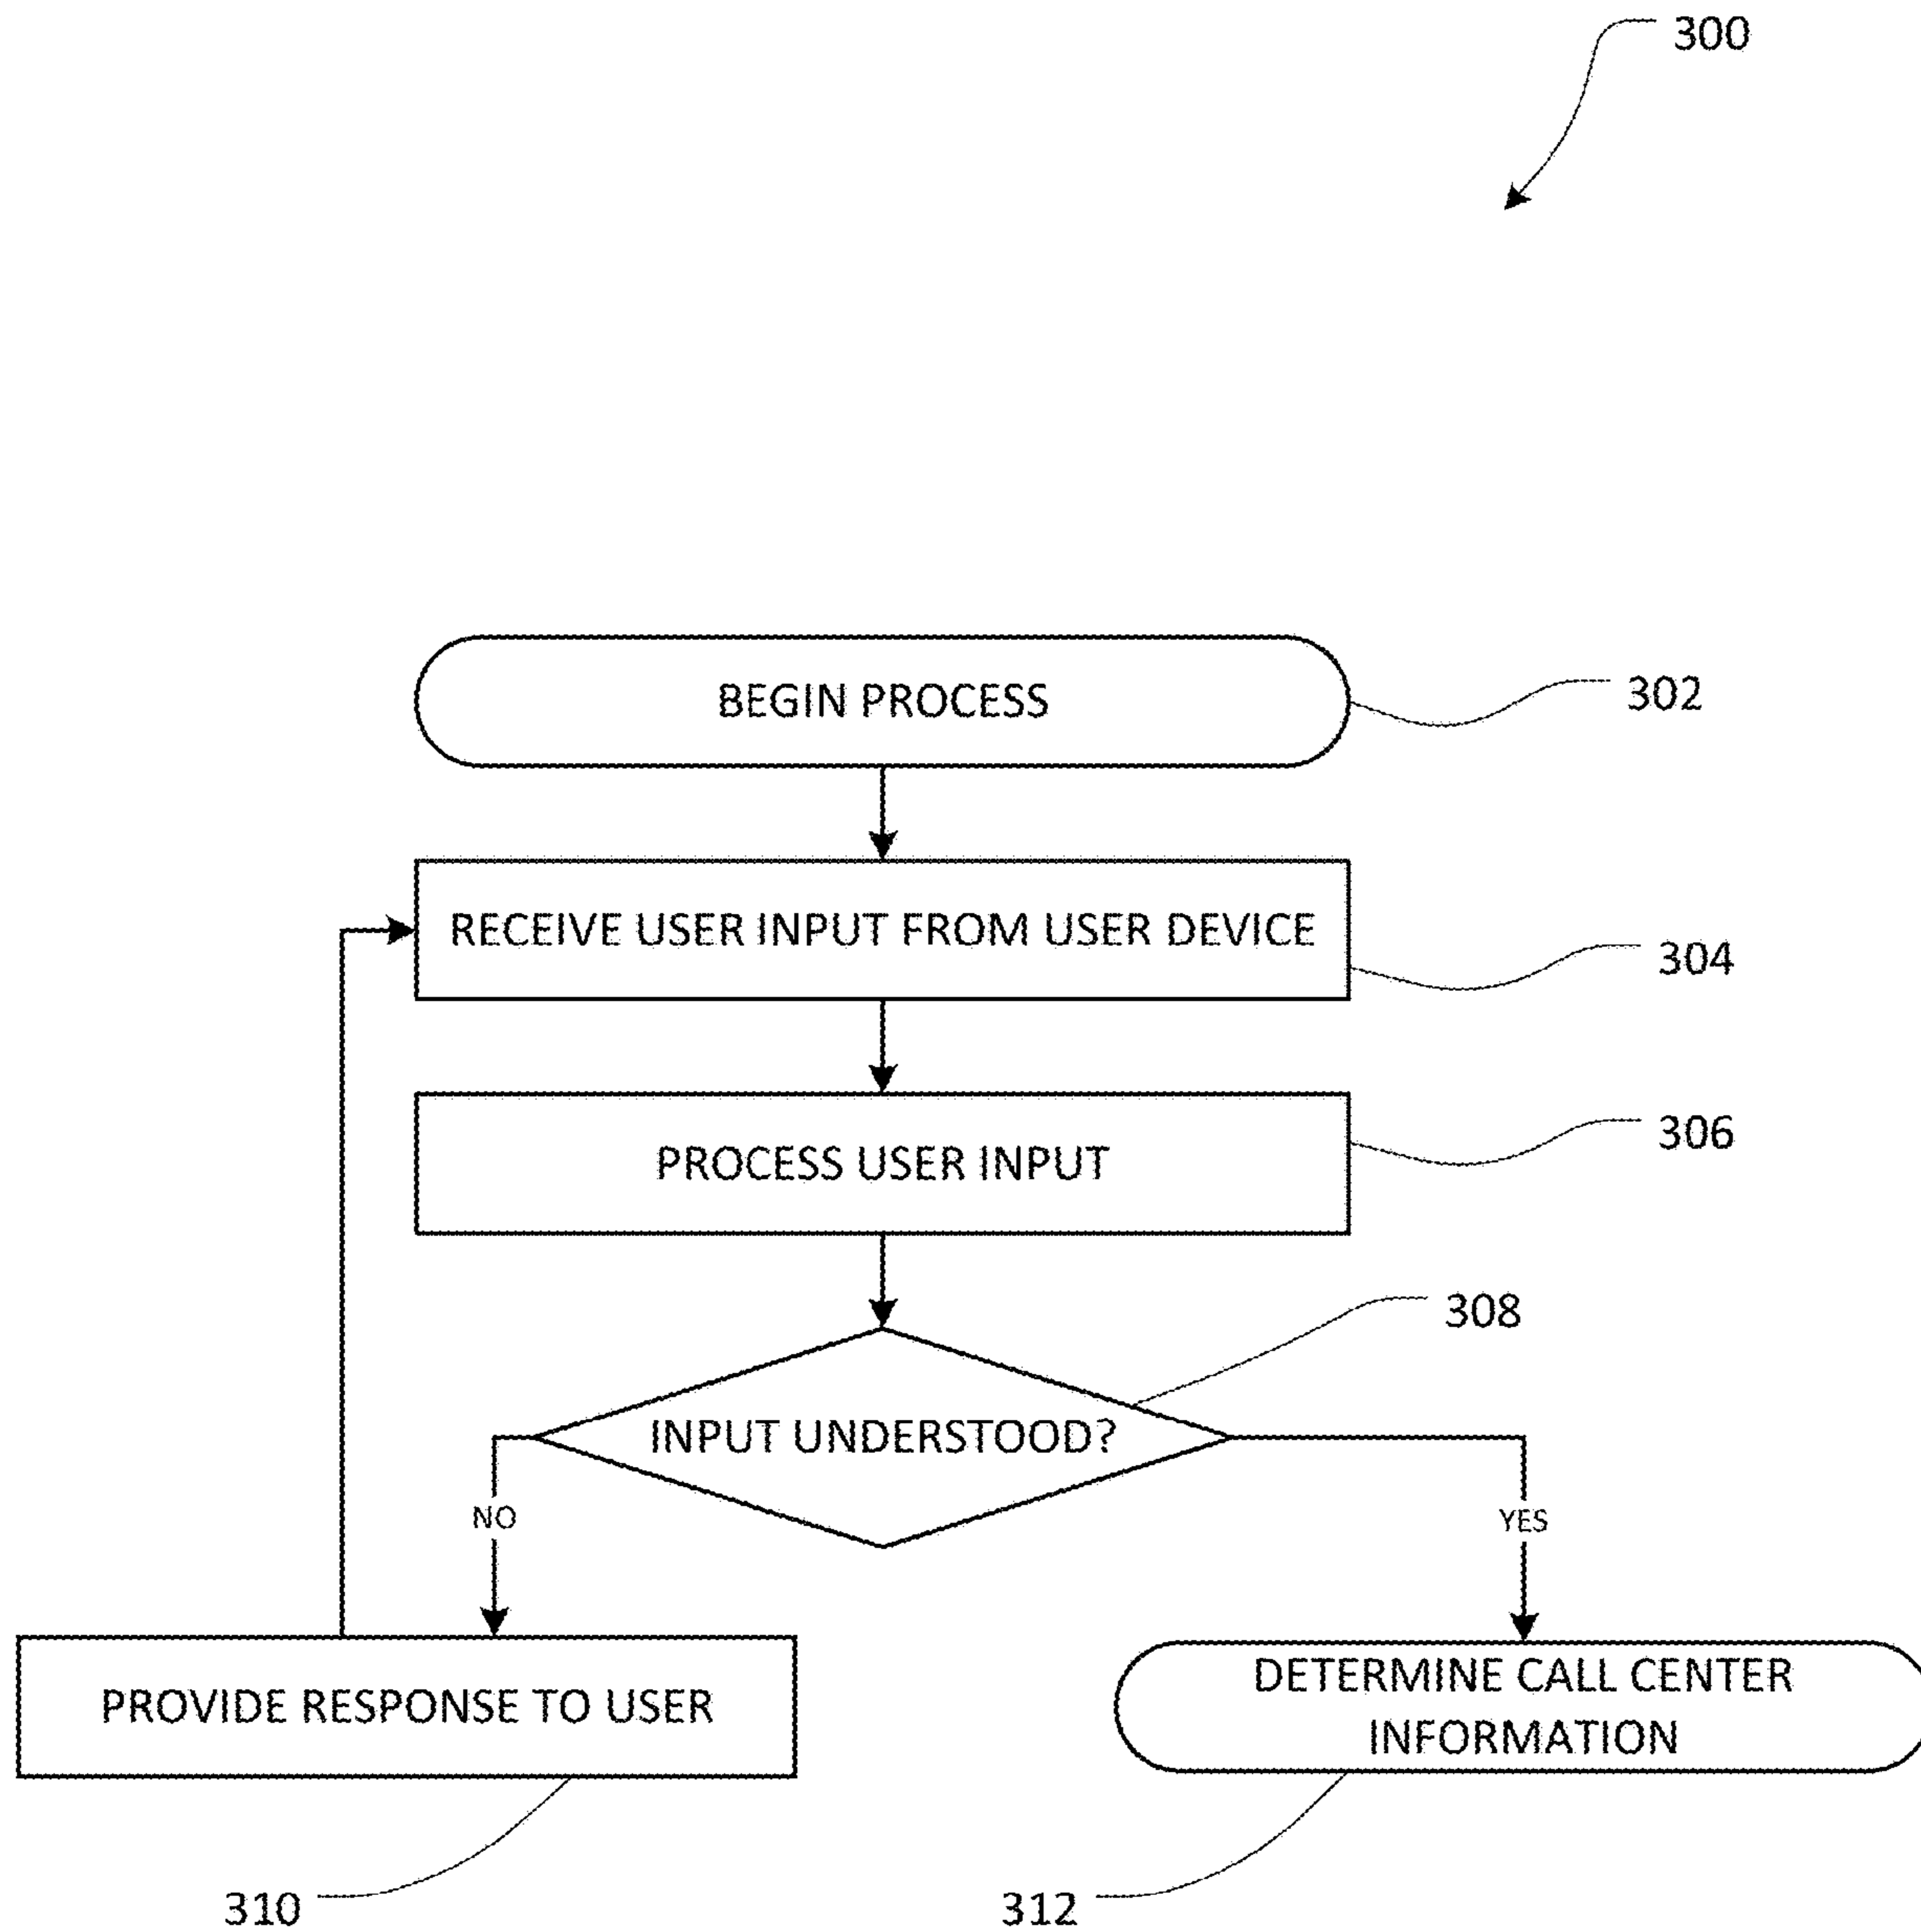 300
BEGIN PROCESS
302
RECEIVE USER INPUT FROM USER DEVICE
304
PROCESS USER INPUT
306
308
INPUT UNDERSTOOD?
NO
YES
PROVIDE RESPONSE TO USER
DETERMINE CALL CENTER
INFORMATION
310
312